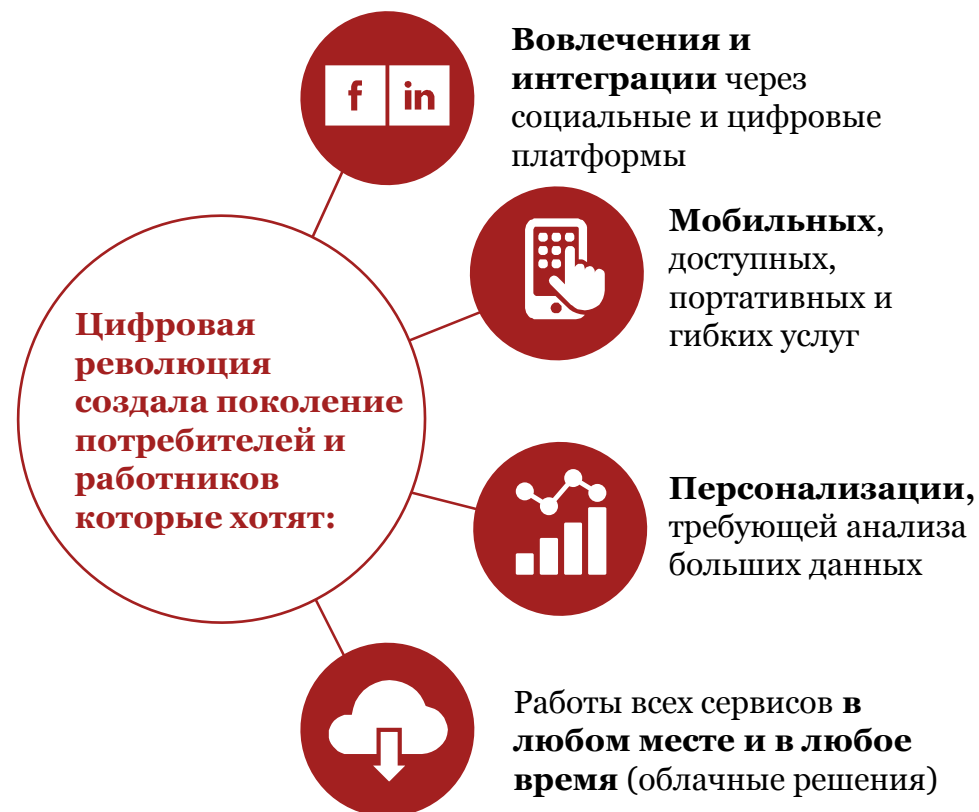 f in
Вовлечения и
интеграции через
социальные и цифровые
платформы
Мобильных,
доступных,
портативных и
гибких услуг
Цифровая
революция
создала поколение
потребителей и
работников
которые хотят:
Персонализации,
требующей анализа
больших данных
Работы всех сервисов в
любом месте и в любое
время (облачные решения)